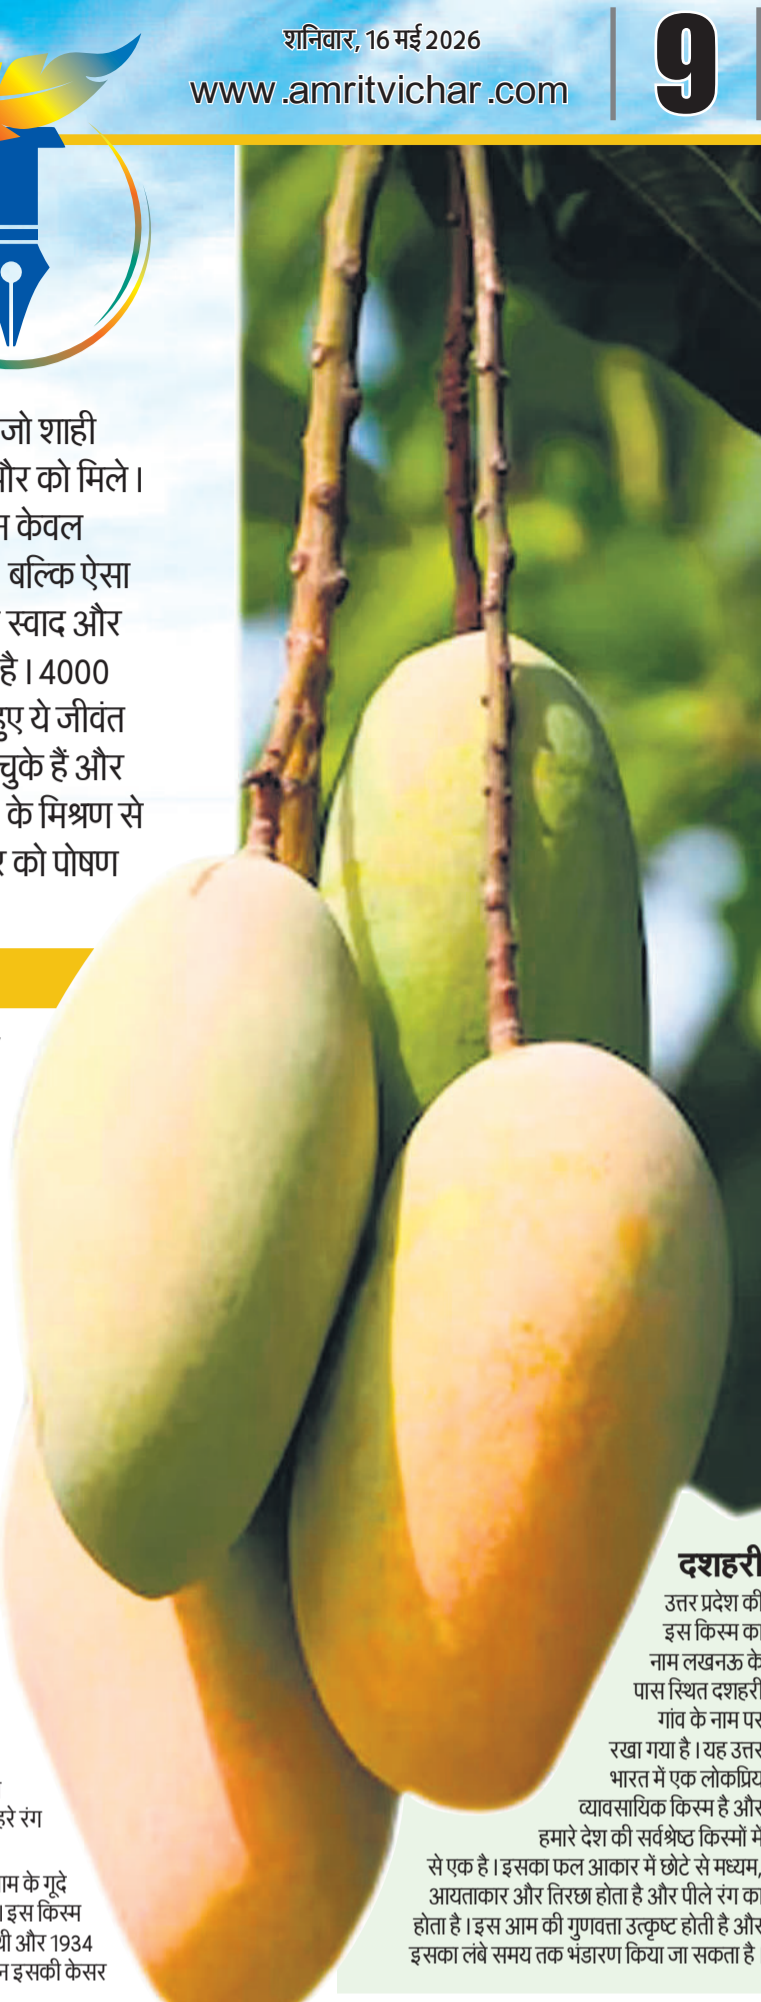 शनिवार, 16 मई 2026
www.amritvichar.com
9
जो शाही
को मिले।
केवल
बल्कि ऐसा
स्वाद और
है। 4000
हुए ये जीवंत
चुके हैं और
के मिश्रण से
को पोषण
दशहरी
उत्तर प्रदेश की
इस किस्म का
नाम लखनऊ के
पास स्थित दशहरी
गांव के नाम पर
रखा गया है। यह उत्तर
भारत में एक लोकप्रिय
व्यावसायिक किस्म है और
हमारे देश की सर्वश्रेष्ठ किस्मों में
से एक है। इसका फल आकार में छोटे से मध्यम,
आयताकार और तिरछा होता है और पीले रंग का
होता है। इस आम की गुणवत्ता उत्कृष्ट होती है और
इसका लंबे समय तक भंडारण किया जा सकता है।
रंग
के गूदे
। इस किस्म
थी और 1934
इसकी केसर